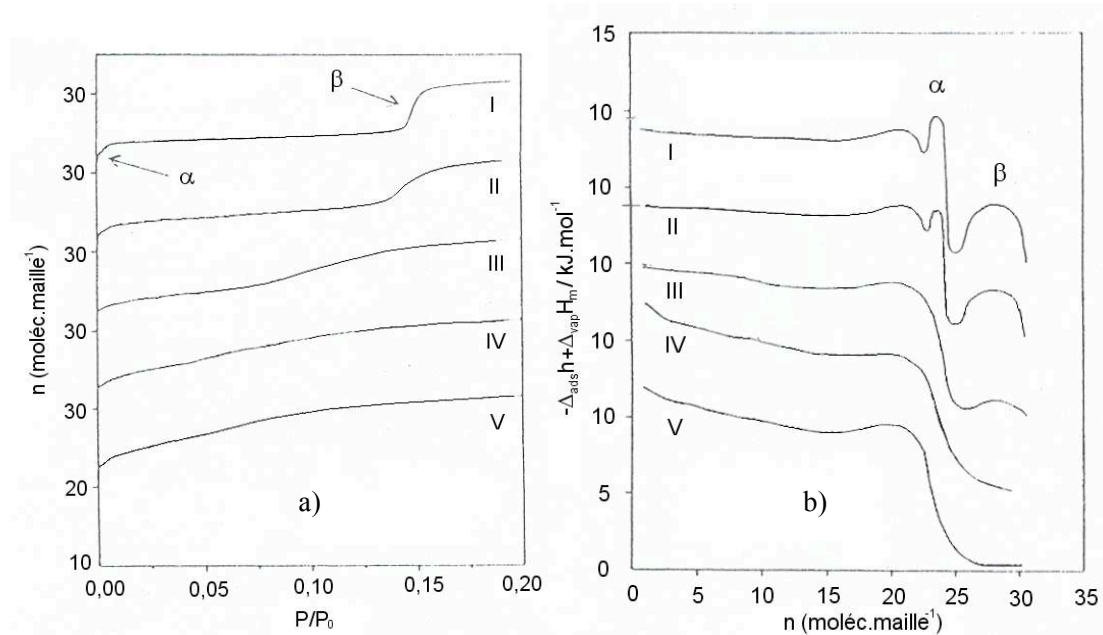 30
30
30
30
30
20
10
n (moléc.maille⁻¹)
0,00
0,05
0,10
0,15
0,20
P/P₀
α
β
I
II
III
IV
V
a)
15
10
10
10
10
10
5
0
-Δadsh+ΔvapHm / kJ.mol⁻¹
0
5
10
15
20
25
30
35
n (moléc.maille⁻¹)
α
β
I
II
III
IV
V
b)